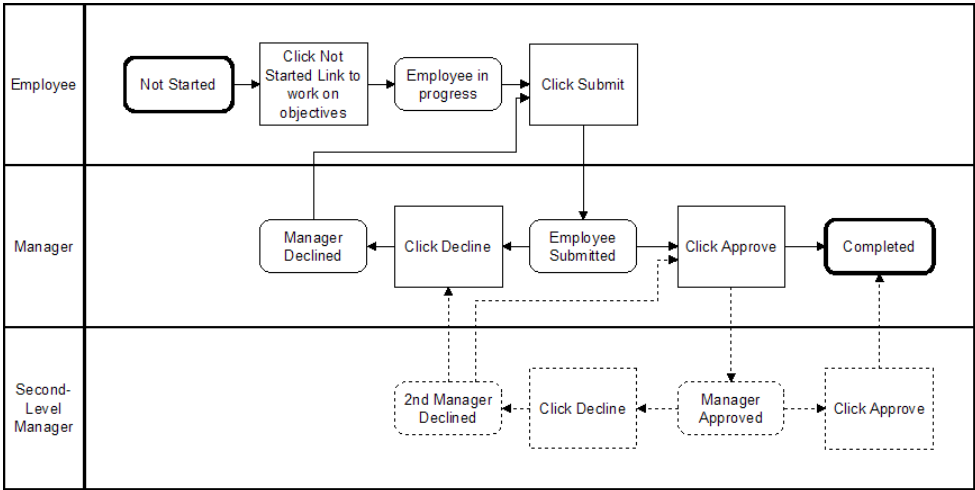 Employee
Not Started
Click Not
Started Link to
work on
objectives
Employee in
progress
Click Submit
Manager
Manager
Declined
Click Decline
Employee
Submitted
Click Approve
Completed
Second-
Level
Manager
2nd Manager
Declined
Click Decline
Manager
Approved
Click Approve